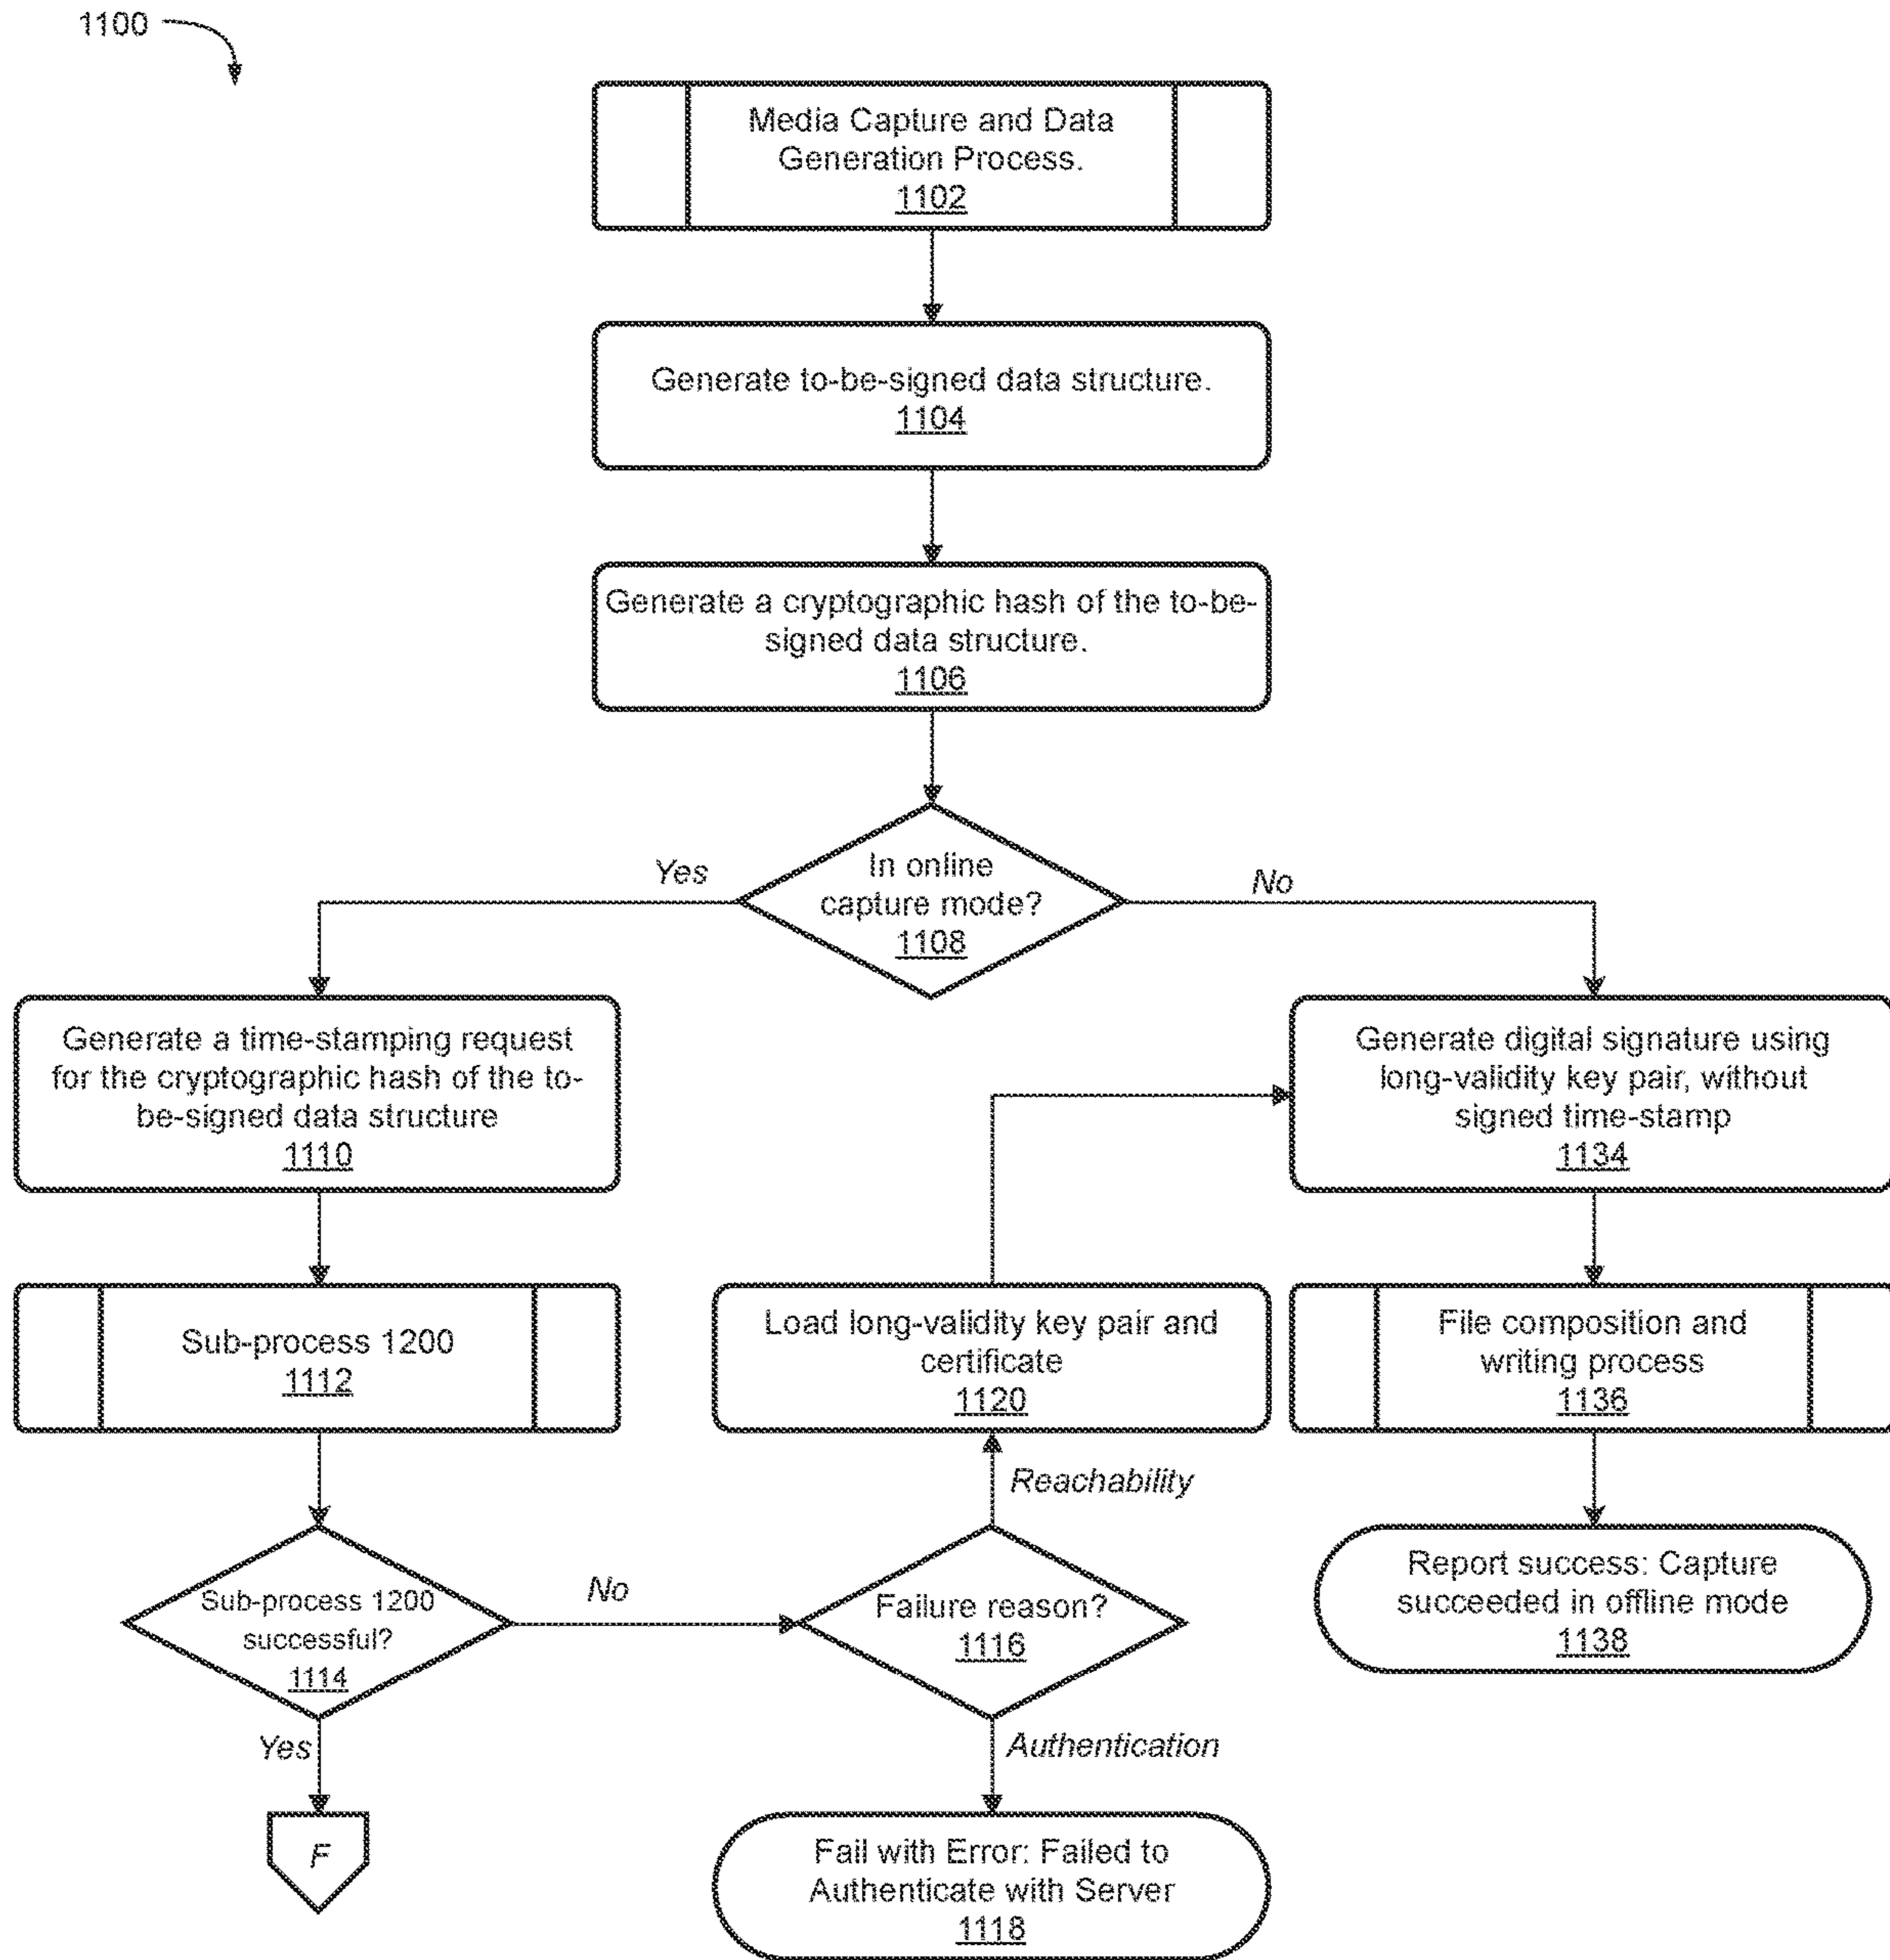 1100
Media Capture and Data
Generation Process.
1102
Generate to-be-signed data structure.
1104
Generate a cryptographic hash of the to-be-
signed data structure.
1106
In online
capture mode?
1108
Yes
No
Generate a time-stamping request
for the cryptographic hash of the to-
be-signed data structure
1110
Generate digital signature using
long-validity key pair, without
signed time-stamp
1134
Sub-process 1200
1112
Load long-validity key pair and
certificate
1120
File composition and
writing process
1136
Reachability
Sub-process 1200
successful?
1114
No
Failure reason?
1116
Report success: Capture
succeeded in offline mode
1138
Yes
Authentication
F
Fail with Error: Failed to
Authenticate with Server
1118